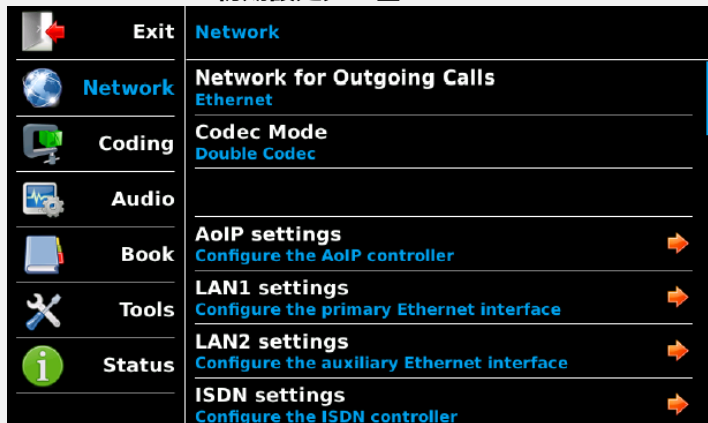 Exit
Network
Network
Coding
Audio
Book
Tools
Status
Network for Outgoing Calls
Ethernet
Codec Mode
Double Codec
AoIP settings
Configure the AoIP controller
LAN1 settings
Configure the primary Ethernet interface
LAN2 settings
Configure the auxiliary Ethernet interface
ISDN settings
Configure the ISDN controller